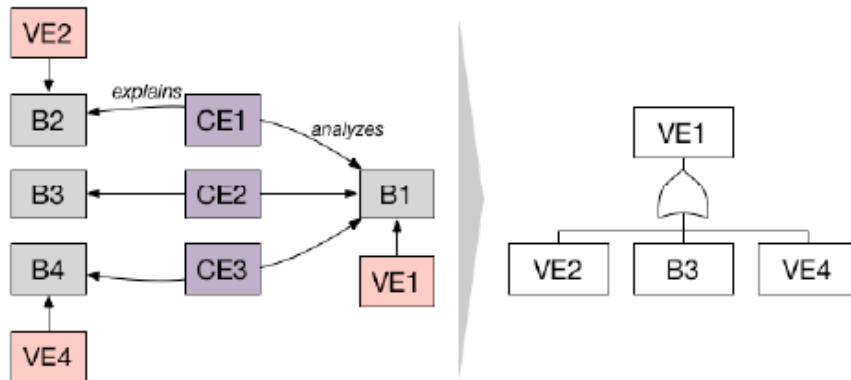 VE2
explains
B2
CE1
analyzes
B3
CE2
B1
B4
CE3
VE1
VE4
VE1
VE2
B3
VE4